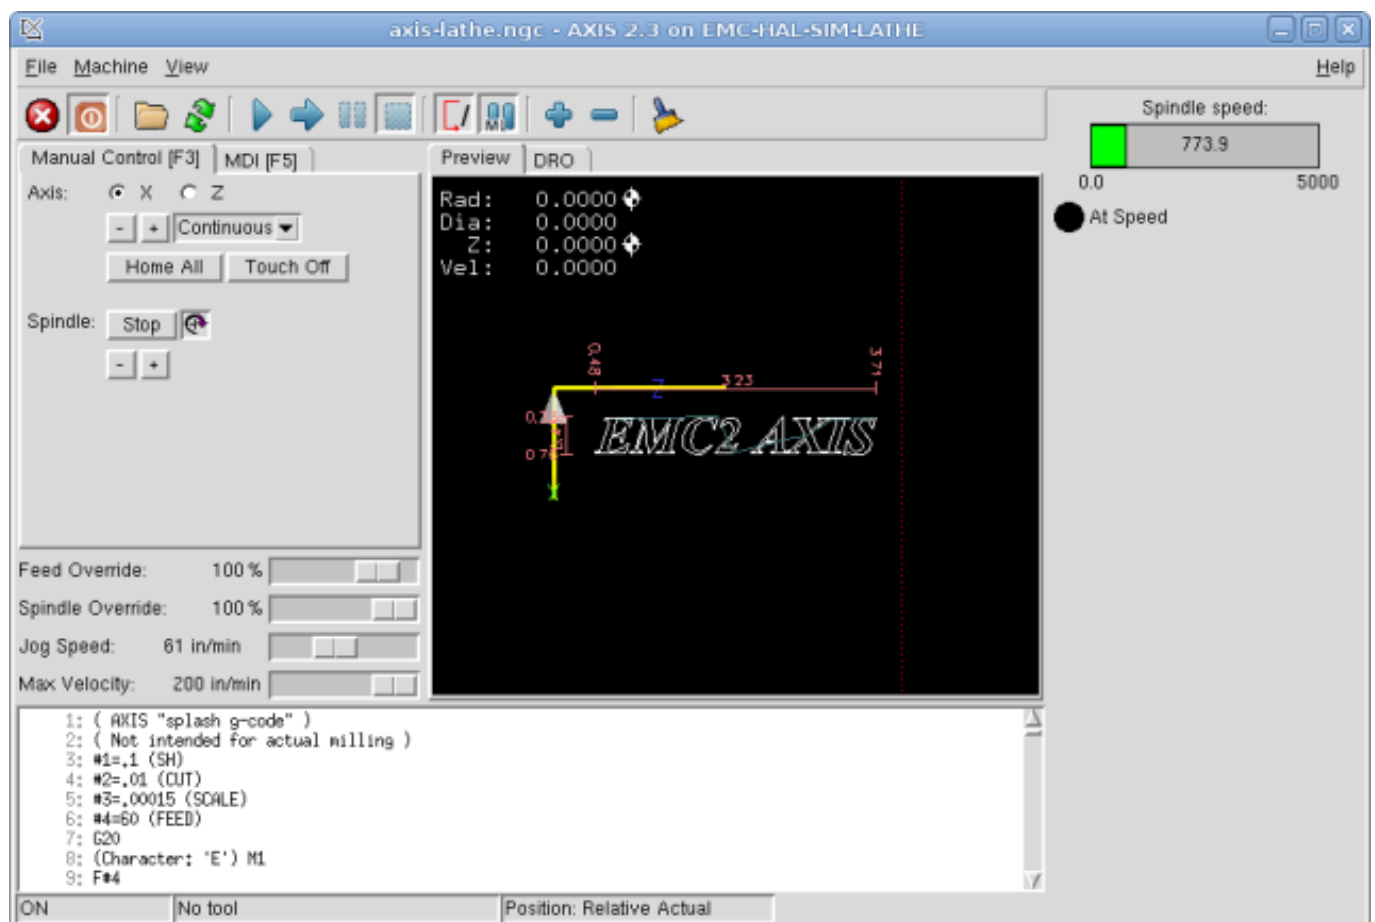 axis-lathe.ngc - AXIS 2.3 on EMC-HAL-SIM-LATHE
File Machine View Help
Manual Control [F3] MDI [F5]
Axis: X Z
- + Continuous
Home All Touch Off
Spindle: Stop
- +
Feed Override: 100 %
Spindle Override: 100 %
Jog Speed: 61 in/min
Max Velocity: 200 in/min
Preview DRO
Rad: 0.0000
Dia: 0.0000
Z: 0.0000
Vel: 0.0000
0.48
3.71
3.23
Z
EMC2 AXIS
Spindle speed:
773.9
0.0 5000
At Speed
1: ( AXIS "splash g-code" )
2: ( Not intended for actual milling )
3: #1=.1 (SH)
4: #2=.01 (CUT)
5: #3=.00015 (SCALE)
6: #4=60 (FEED)
7: G20
8: (Character: 'E') M1
9: F#4
ON No tool Position: Relative Actual